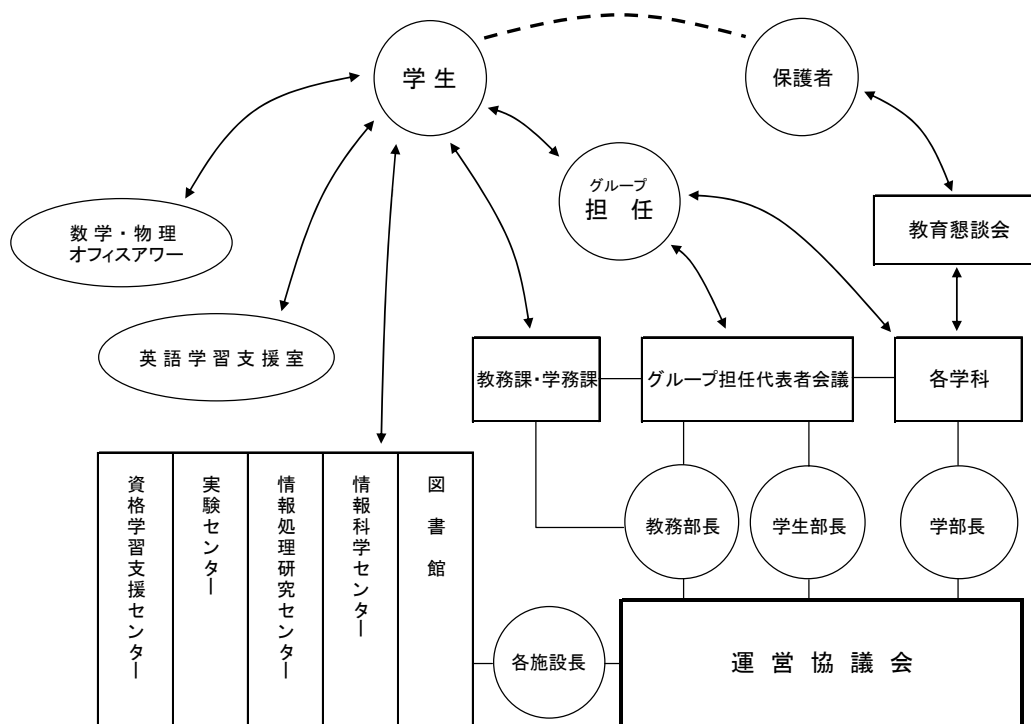 学生
保護者
グループ
担任
数学・物理
オフィスアワー
教育懇談会
英語学習支援室
教務課・学務課
グループ担任代表者会議
各学科
資格学習支援センター
実験センター
情報処理研究センター
情報科学センター
図書館
教務部長
学生部長
学部長
各施設長
運営協議会